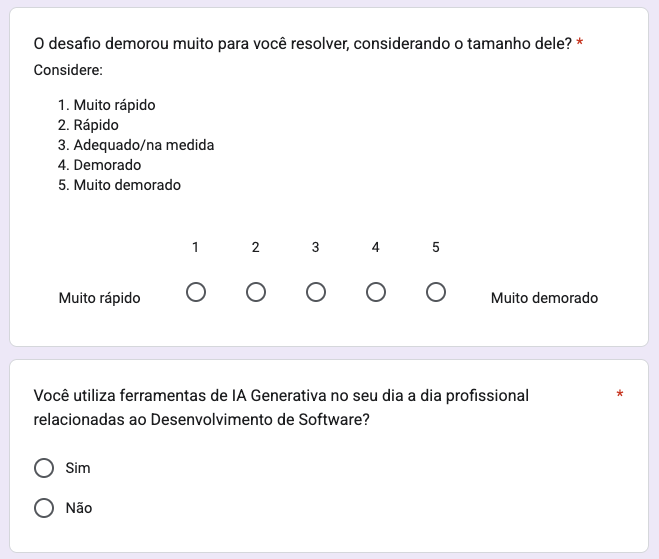 O desafio demorou muito para você resolver, considerando o tamanho dele? *
Considere:
1. Muito rápido
2. Rápido
3. Adequado/na medida
4. Demorado
5. Muito demorado
1 2 3 4 5
Muito rápido Muito demorado
Você utiliza ferramentas de IA Generativa no seu dia a dia profissional *
relacionadas ao Desenvolvimento de Software?
Sim
Não